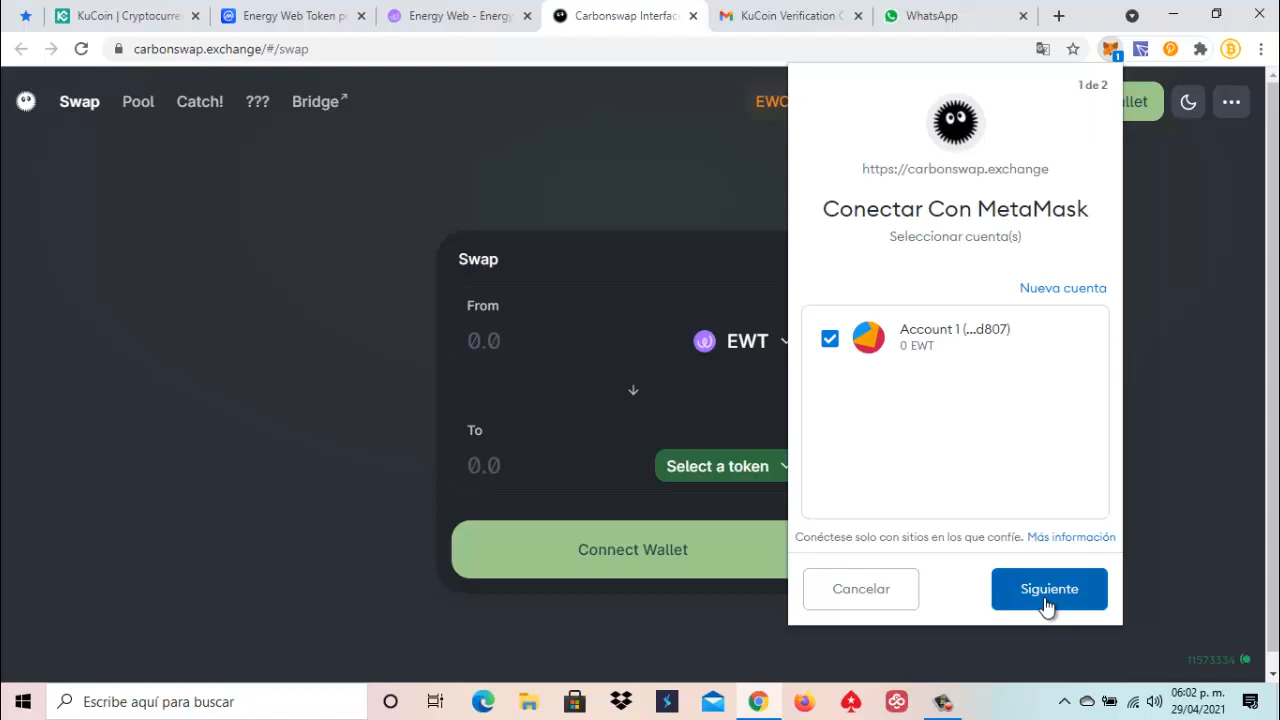 KuCoin | Cryptocurre
Energy Web Token p
Energy Web - Energy
Carbonswap Interfac
KuCoin Verification C
WhatsApp
carbonswap.exchange/#/swap
1
Swap
Pool
Catch!
???
Bridge↗
EWC
llet
1 de 2
https://carbonswap.exchange
Conectar Con MetaMask
Seleccionar cuenta(s)
Nueva cuenta
Account 1 (...d807)
0 EWT
Conéctese solo con sitios en los que confíe. Más información
Cancelar
Siguiente
Swap
From
0.0
EWT
To
0.0
Select a token
Connect Wallet
11573334
Escribe aquí para buscar
06:02 p. m.
29/04/2021